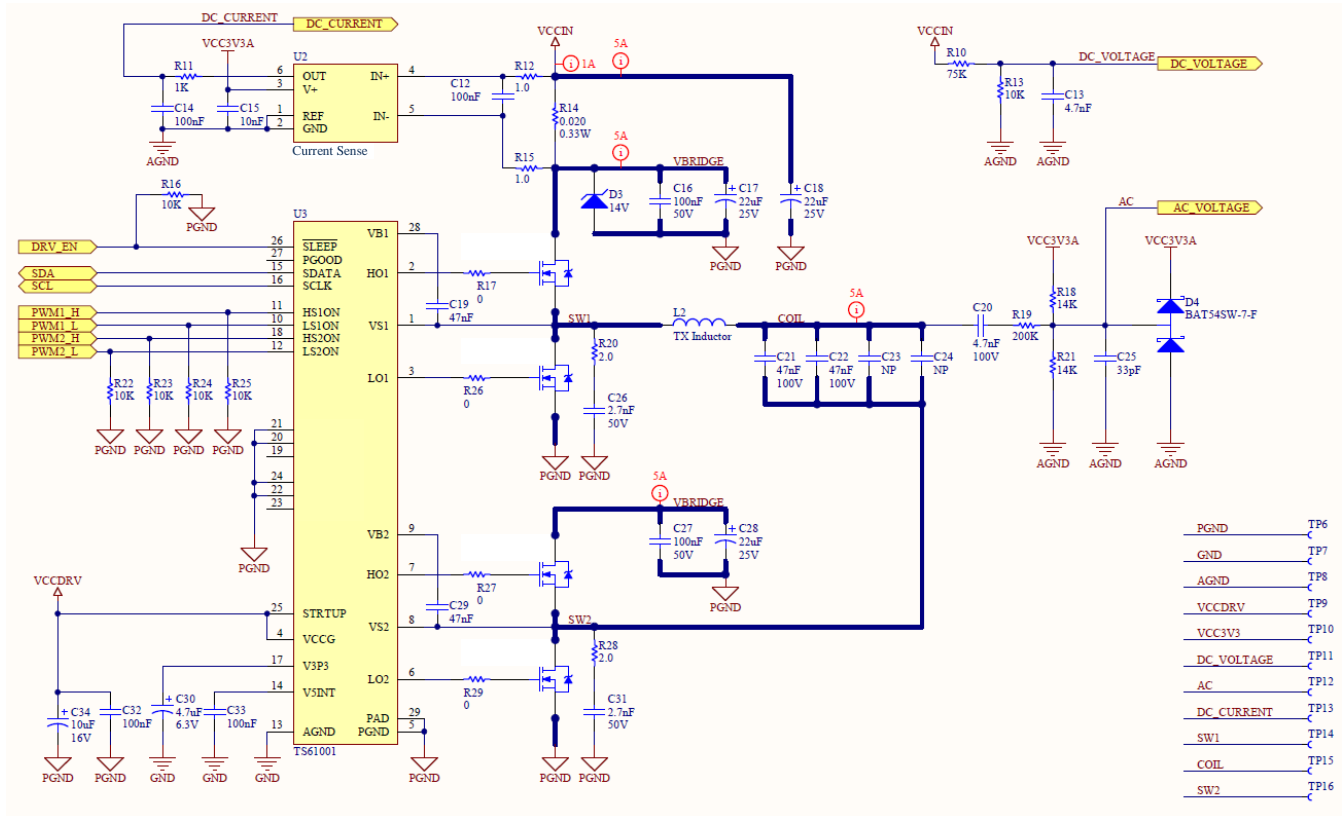 DC_CURRENT
DC_CURRENT
VCC3V3A
R11
1K
C14
100nF
C15
10nF
AGND
U2
6 OUT
3 V+
1 REF
2 GND
IN+ 4
IN- 5
Current Sense
C12
100nF
R12
1.0
R15
1.0
VCCIN
1A
5A
R14
0.020
0.33W
5A
VBRIDGE
D3
14V
C16
100nF
50V
C17
22uF
25V
C18
22uF
25V
PGND
PGND
VCCIN
R10
75K
DC_VOLTAGE
DC_VOLTAGE
R13
10K
C13
4.7nF
AGND
AGND
R16
10K
PGND
DRV_EN
SDA
SCL
PWM1_H
PWM1_L
PWM2_H
PWM2_L
R22
10K
R23
10K
R24
10K
R25
10K
PGND
PGND
PGND
PGND
U3
26 SLEEP
27 PGOOD
15 SDATA
16 SCLK
11 HS1ON
10 LS1ON
18 HS2ON
12 LS2ON
21
20
19
24
22
23
PGND
25 STRTUP
4 VCCG
17 V3P3
14 V5INT
13 AGND
VB1 28
HO1 2
VS1 1
LO1 3
VB2 9
HO2 7
VS2 8
LO2 6
PAD 29
PGND 5
TS61001
PGND
VCCDRV
C34
10uF
16V
C32
100nF
C30
4.7uF
6.3V
C33
100nF
PGND
PGND
GND
GND
GND
R17
0
C19
47nF
SW1
R20
2.0
R26
0
C26
2.7nF
50V
PGND
PGND
L2
TX Inductor
5A
COIL
C21
47nF
100V
C22
47nF
100V
C23
NP
C24
NP
C20
4.7nF
100V
R19
200K
AC
AC_VOLTAGE
VCC3V3A
R18
14K
R21
14K
C25
33pF
VCC3V3A
D4
BAT54SW-7-F
AGND
AGND
AGND
5A
VBRIDGE
C27
100nF
50V
C28
22uF
25V
PGND
R27
0
C29
47nF
SW2
R28
2.0
R29
0
C31
2.7nF
50V
PGND
PGND
PGND TP6
GND TP7
AGND TP8
VCCDRV TP9
VCC3V3 TP10
DC_VOLTAGE TP11
AC TP12
DC_CURRENT TP13
SW1 TP14
COIL TP15
SW2 TP16